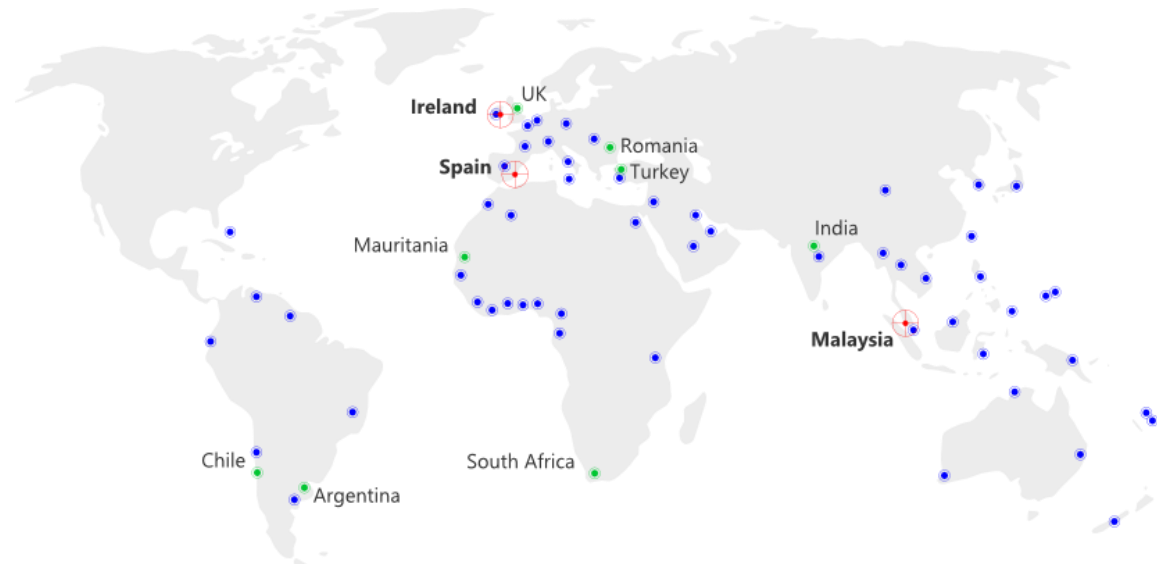 UK
Ireland
Romania
Spain
Turkey
India
Mauritania
Malaysia
Chile
South Africa
Argentina